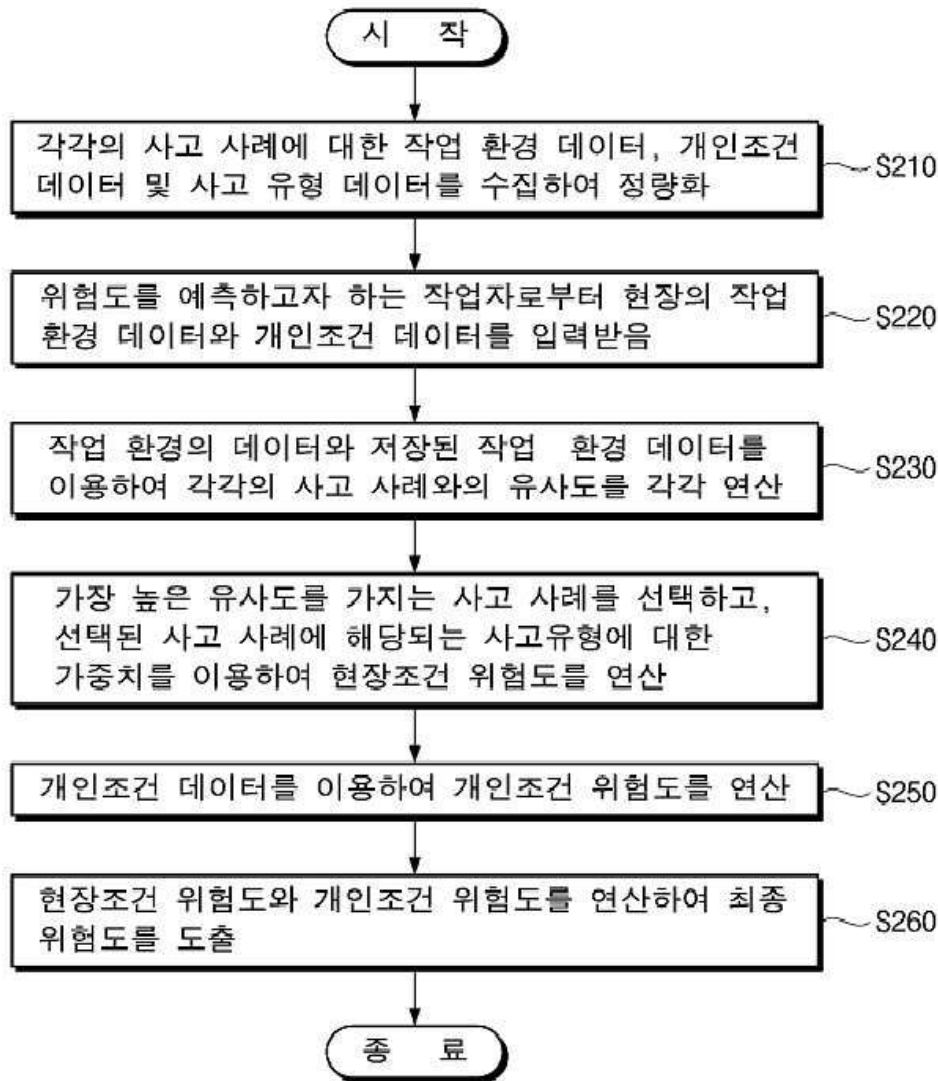 시 작
각각의 사고 사례에 대한 작업 환경 데이터, 개인조건
데이터 및 사고 유형 데이터를 수집하여 정량화
S210
위험도를 예측하고자 하는 작업자로부터 현장의 작업
환경 데이터와 개인조건 데이터를 입력받음
S220
작업 환경의 데이터와 저장된 작업 환경 데이터를
이용하여 각각의 사고 사례와의 유사도를 각각 연산
S230
가장 높은 유사도를 가지는 사고 사례를 선택하고,
선택된 사고 사례에 해당되는 사고유형에 대한
가중치를 이용하여 현장조건 위험도를 연산
S240
개인조건 데이터를 이용하여 개인조건 위험도를 연산
S250
현장조건 위험도와 개인조건 위험도를 연산하여 최종
위험도를 도출
S260
종 료